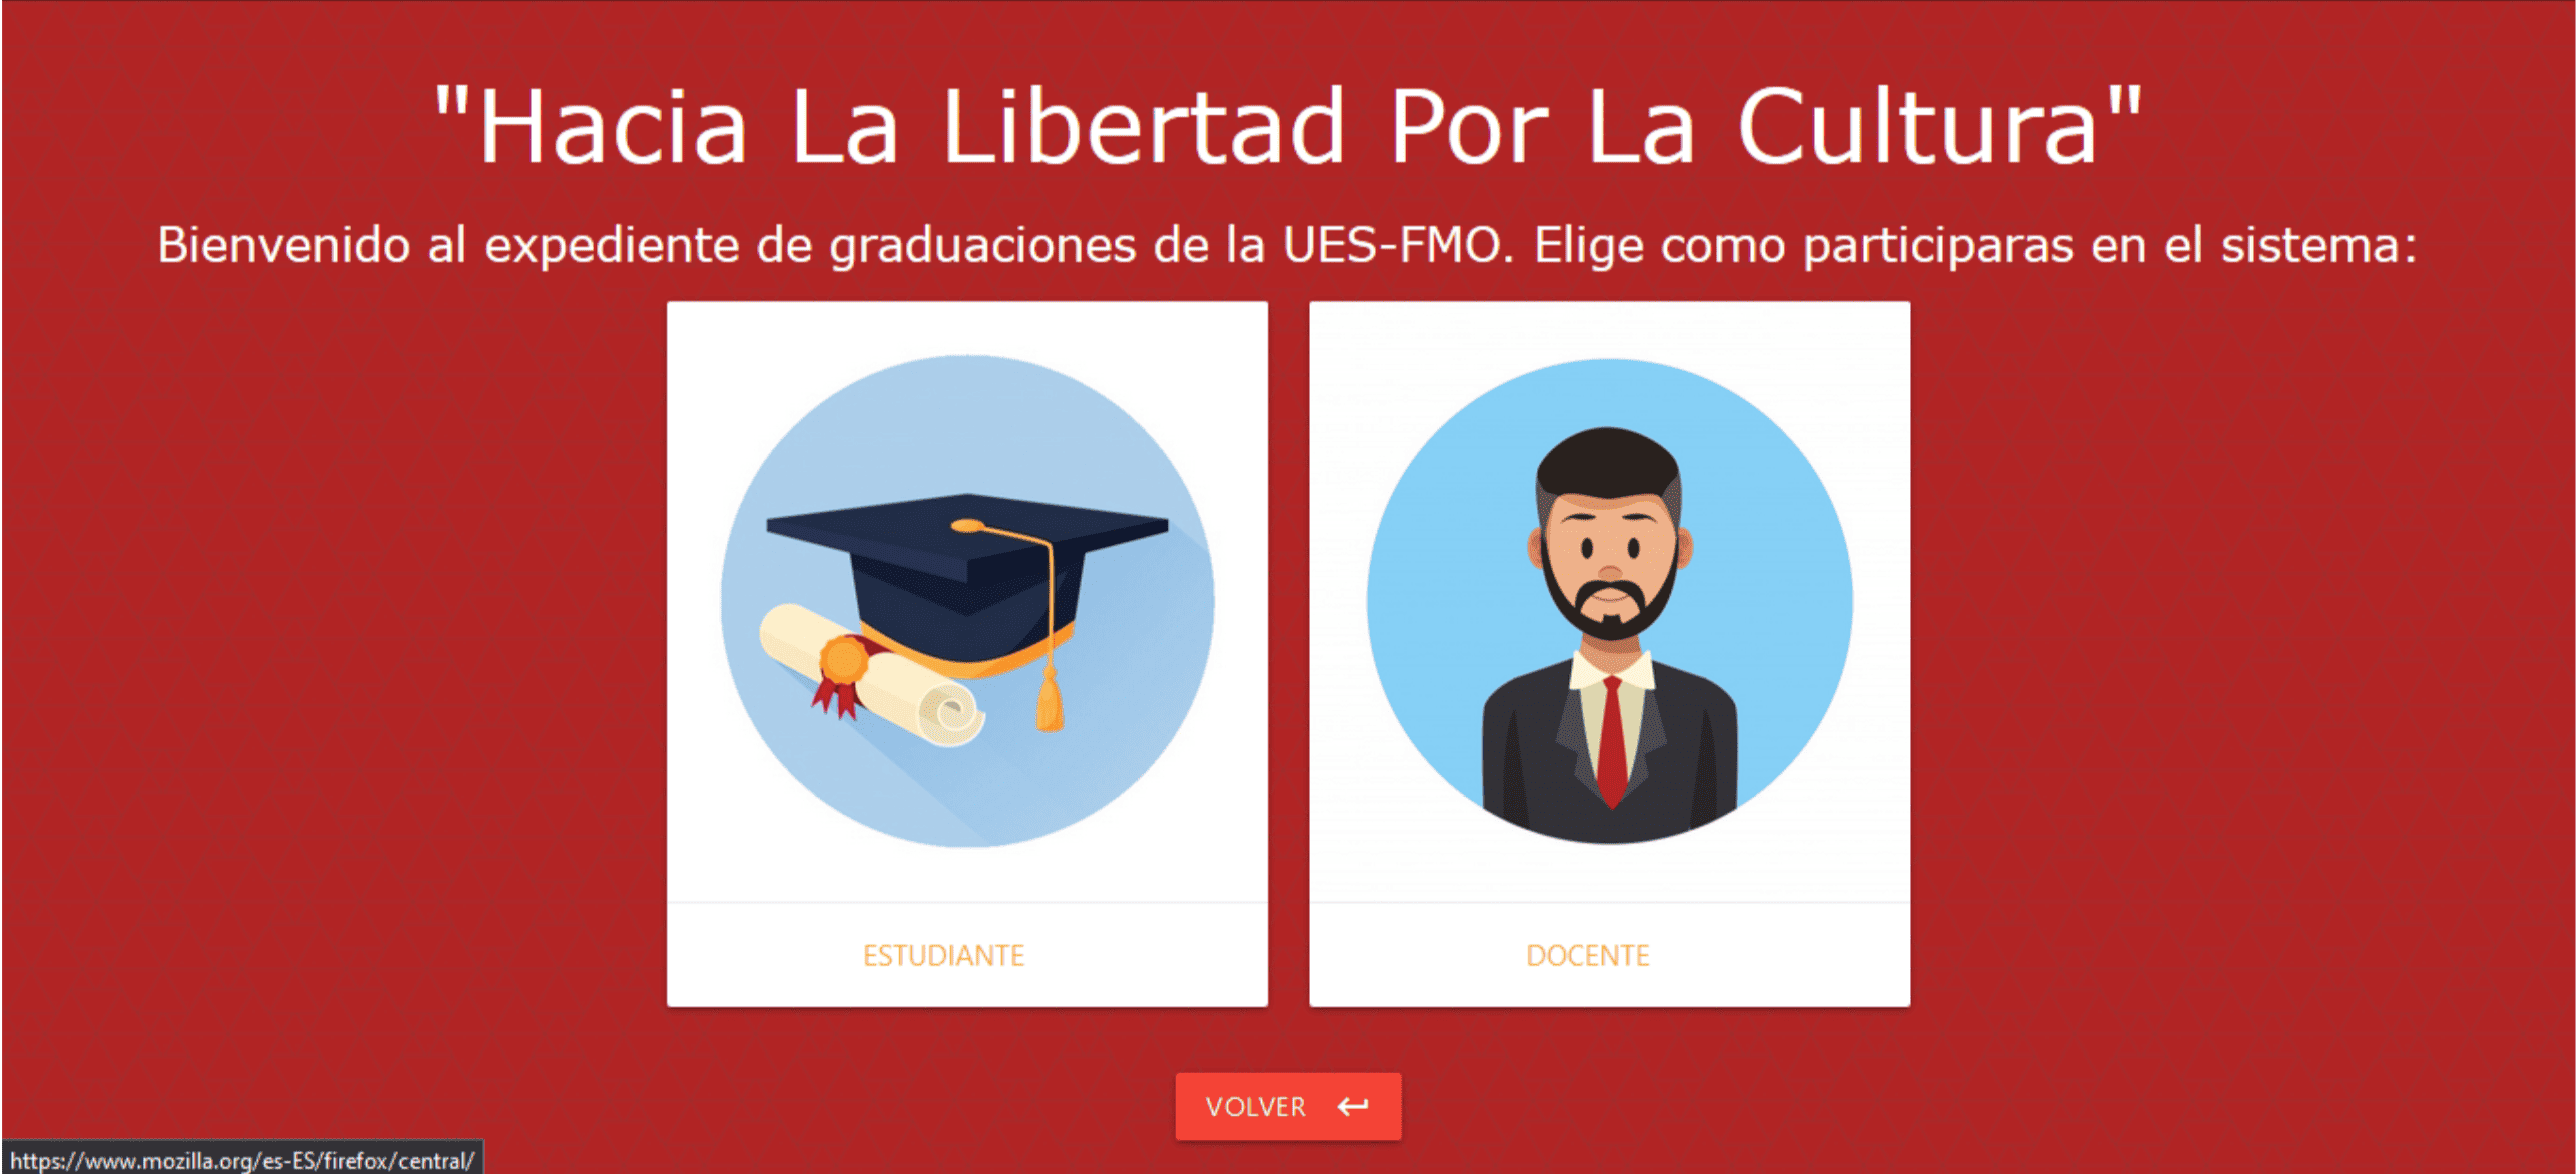 "Hacia La Libertad Por La Cultura"
Bienvenido al expediente de graduaciones de la UES-FMO. Elige como participaras en el sistema:
ESTUDIANTE
DOCENTE
VOLVER
https://www.mozilla.org/es-ES/firefox/central/